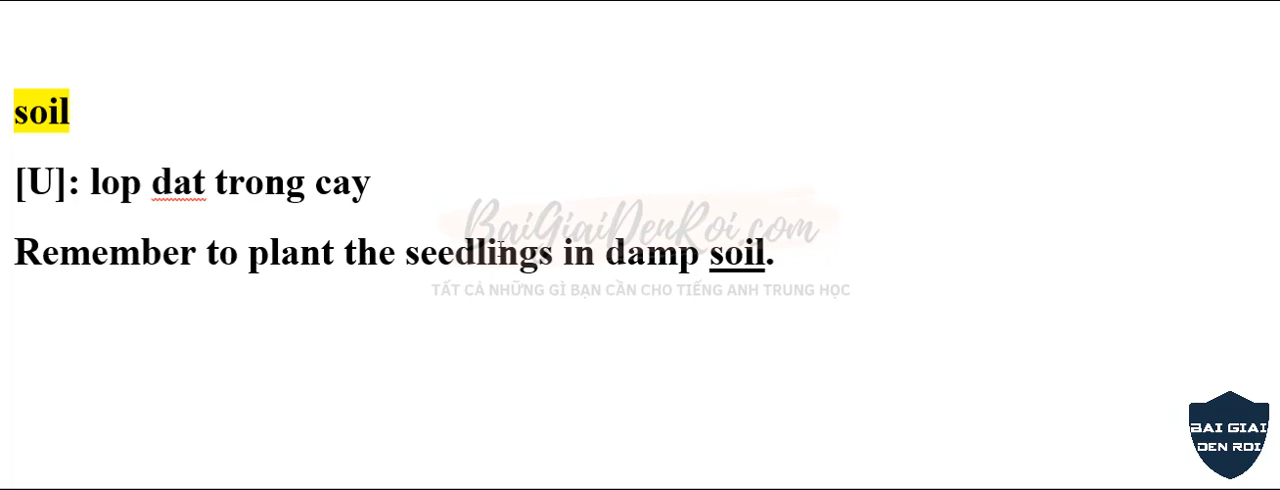 soil
[U]: lop dat trong cay
BaiGiaiDenRoi.com
Remember to plant the seedlings in damp soil.
TẤT CẢ NHỮNG GÌ BẠN CẦN CHO TIẾNG ANH TRUNG HỌC
BAI GIAI
DEN ROI